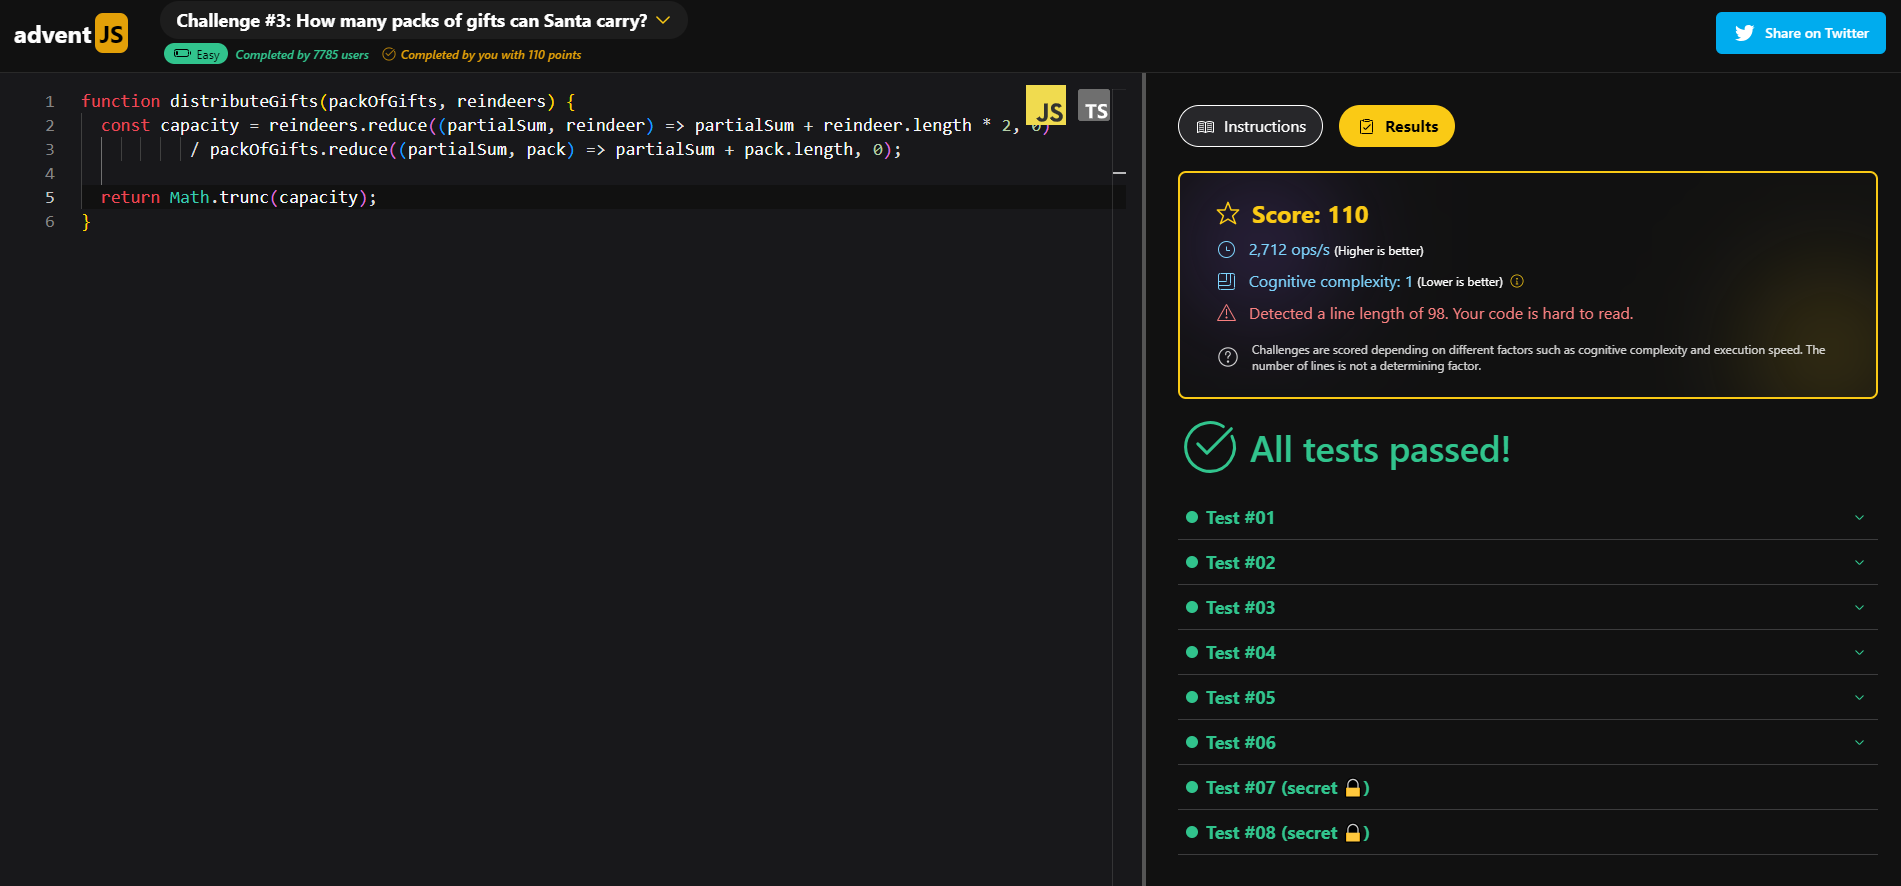 advent JS
Challenge #3: How many packs of gifts can Santa carry?
Easy Completed by 7785 users Completed by you with 110 points
Share on Twitter
1 function distributeGifts(packOfGifts, reindeers) {
2 const capacity = reindeers.reduce((partialSum, reindeer) => partialSum + reindeer.length * 2, 0)
3 / packOfGifts.reduce((partialSum, pack) => partialSum + pack.length, 0);
4
5 return Math.trunc(capacity);
6 }
JS
TS
Instructions
Results
Score: 110
2,712 ops/s (Higher is better)
Cognitive complexity: 1 (Lower is better)
Detected a line length of 98. Your code is hard to read.
Challenges are scored depending on different factors such as cognitive complexity and execution speed. The
number of lines is not a determining factor.
All tests passed!
Test #01
Test #02
Test #03
Test #04
Test #05
Test #06
Test #07 (secret 🔒)
Test #08 (secret 🔒)